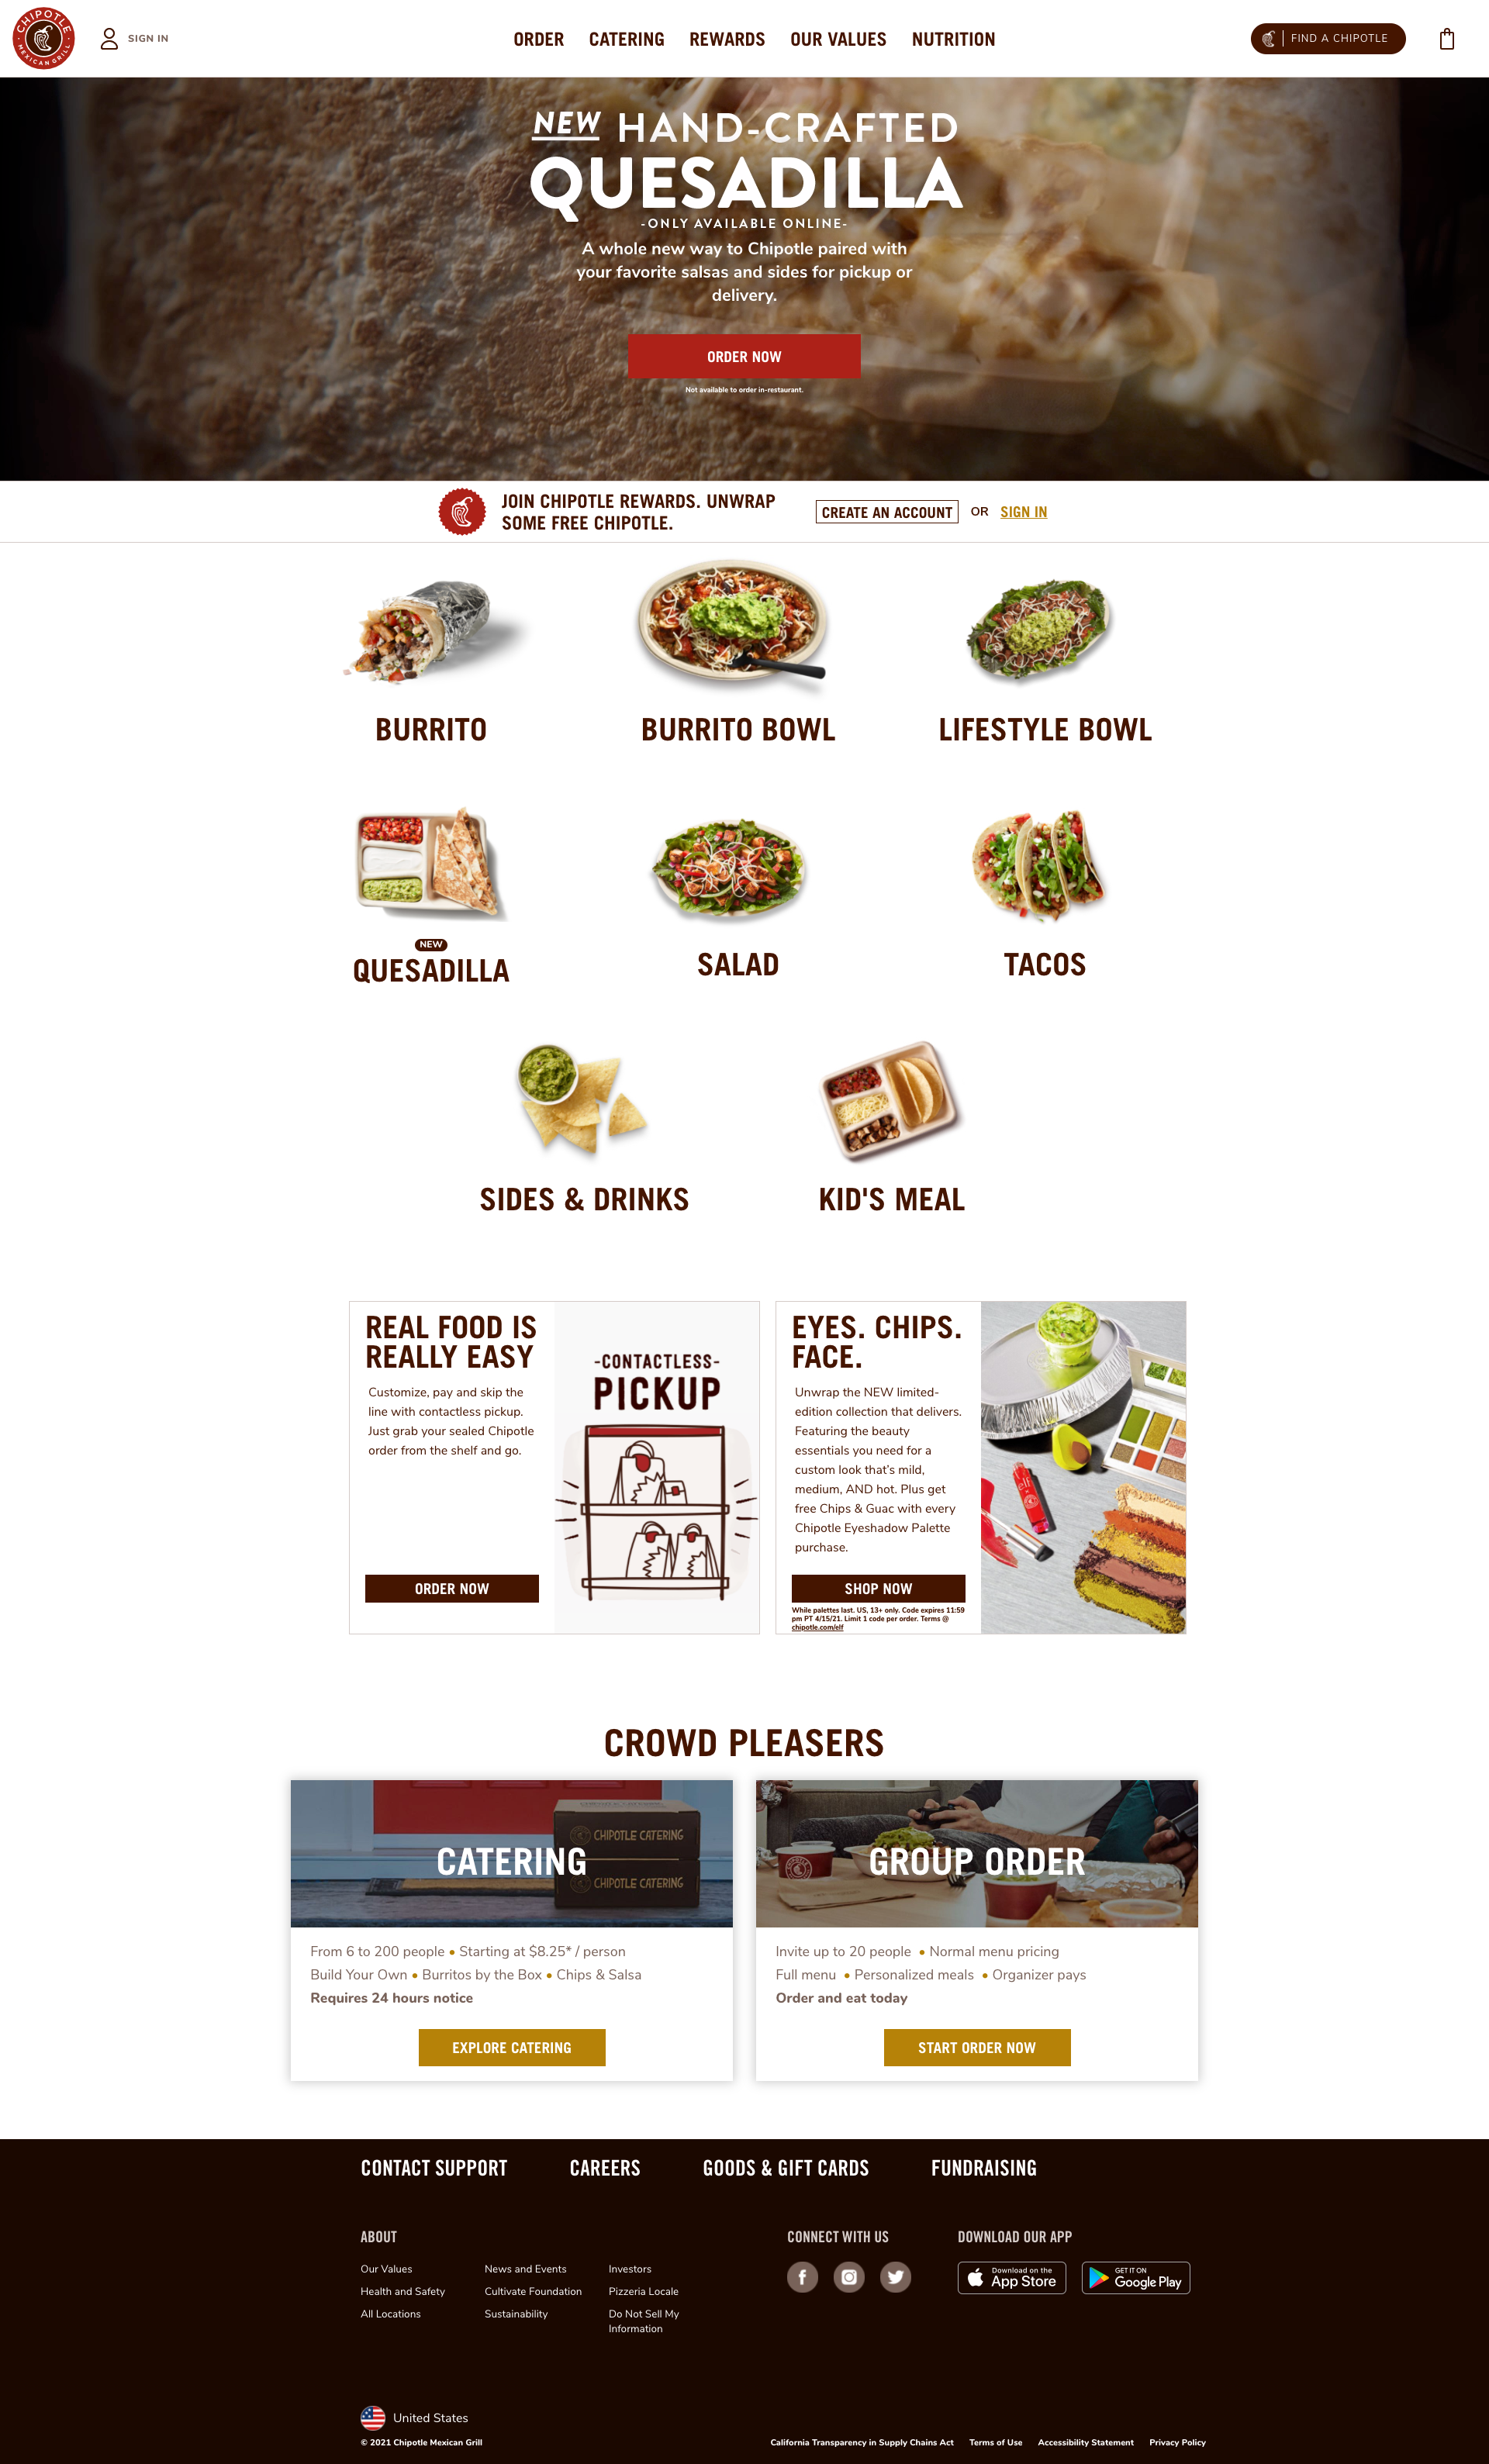 CHIPOTLE
MEXICAN GRILL
SIGN IN
ORDER
CATERING
REWARDS
OUR VALUES
NUTRITION
FIND A CHIPOTLE
NEW HAND-CRAFTED
QUESADILLA
-ONLY AVAILABLE ONLINE-
A whole new way to Chipotle paired with
your favorite salsas and sides for pickup or
delivery.
ORDER NOW
Not available to order in-restaurant.
JOIN CHIPOTLE REWARDS. UNWRAP
SOME FREE CHIPOTLE.
CREATE AN ACCOUNT
OR
SIGN IN
BURRITO
BURRITO BOWL
LIFESTYLE BOWL
NEW
QUESADILLA
SALAD
TACOS
SIDES & DRINKS
KID'S MEAL
REAL FOOD IS
REALLY EASY
Customize, pay and skip the
line with contactless pickup.
Just grab your sealed Chipotle
order from the shelf and go.
ORDER NOW
-CONTACTLESS-
PICKUP
EYES. CHIPS.
FACE.
Unwrap the NEW limited-
edition collection that delivers.
Featuring the beauty
essentials you need for a
custom look that’s mild,
medium, AND hot. Plus get
free Chips & Guac with every
Chipotle Eyeshadow Palette
purchase.
SHOP NOW
While palettes last. US, 13+ only. Code expires 11:59
pm PT 4/15/21. Limit 1 code per order. Terms @
chipotle.com/elf
CROWD PLEASERS
CHIPOTLE CATERING
CHIPOTLE CATERING
CATERING
From 6 to 200 people • Starting at $8.25* / person
Build Your Own • Burritos by the Box • Chips & Salsa
Requires 24 hours notice
EXPLORE CATERING
GROUP ORDER
Invite up to 20 people • Normal menu pricing
Full menu • Personalized meals • Organizer pays
Order and eat today
START ORDER NOW
CONTACT SUPPORT
CAREERS
GOODS & GIFT CARDS
FUNDRAISING
ABOUT
Our Values
Health and Safety
All Locations
News and Events
Cultivate Foundation
Sustainability
Investors
Pizzeria Locale
Do Not Sell My
Information
CONNECT WITH US
DOWNLOAD OUR APP
Download on the
App Store
GET IT ON
Google Play
United States
© 2021 Chipotle Mexican Grill
California Transparency in Supply Chains Act
Terms of Use
Accessibility Statement
Privacy Policy